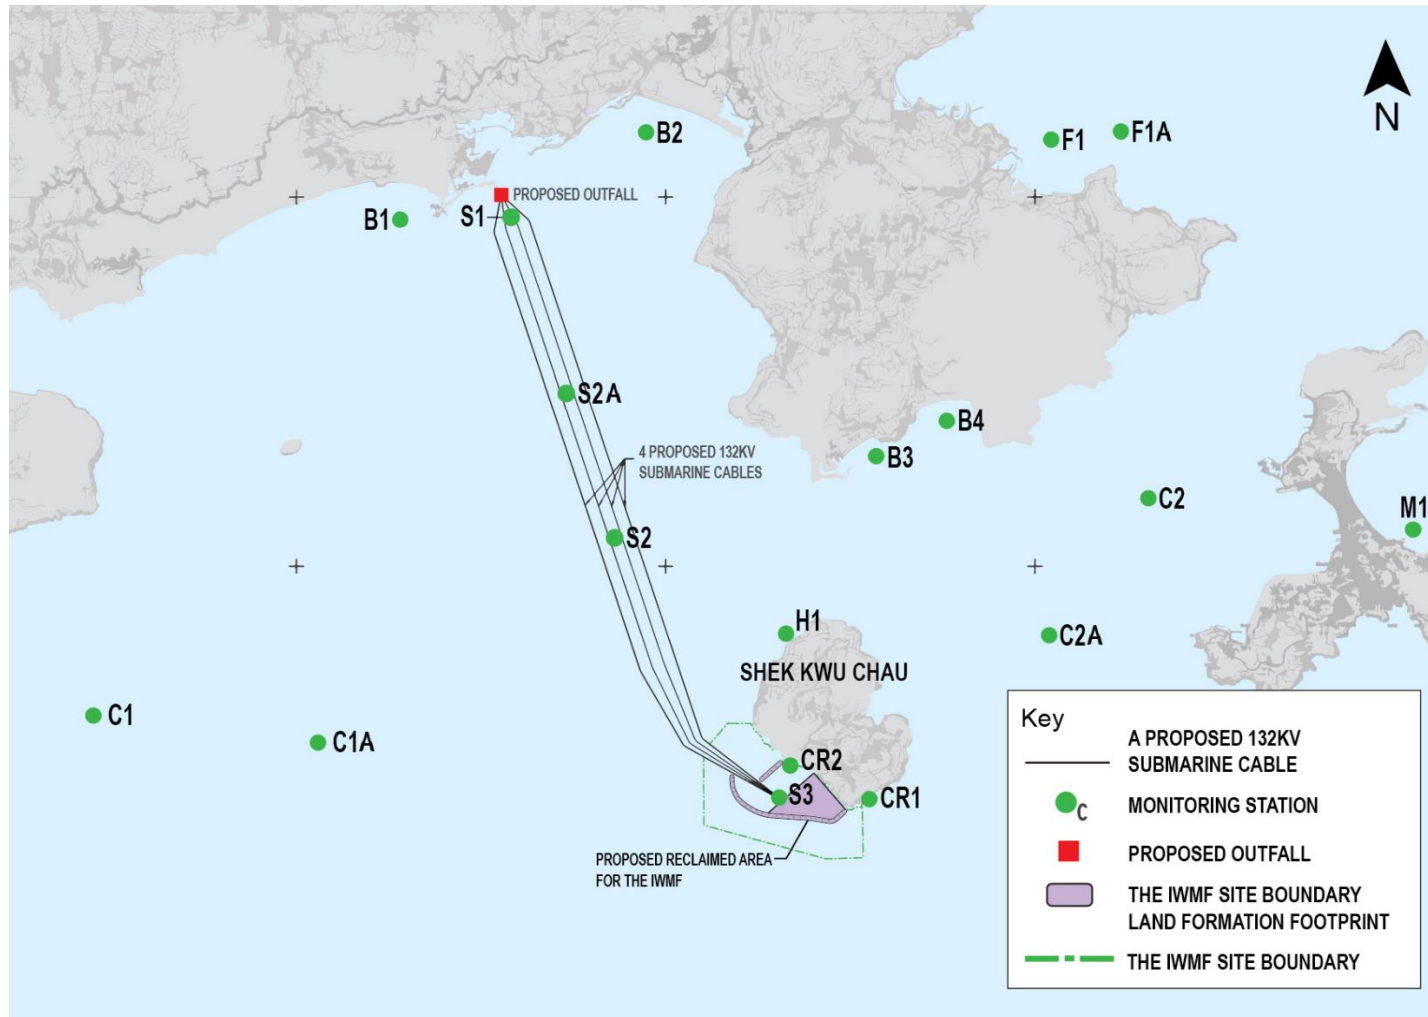 B2
F1
F1A
N
PROPOSED OUTFALL
B1
S1
S2A
B4
4 PROPOSED 132KV
SUBMARINE CABLES
B3
C2
M1
S2
H1
C2A
SHEK KWU CHAU
C1
C1A
CR2
S3
CR1
PROPOSED RECLAIMED AREA
FOR THE IWMF
Key
A PROPOSED 132KV
SUBMARINE CABLE
C
MONITORING STATION
PROPOSED OUTFALL
THE IWMF SITE BOUNDARY
LAND FORMATION FOOTPRINT
THE IWMF SITE BOUNDARY